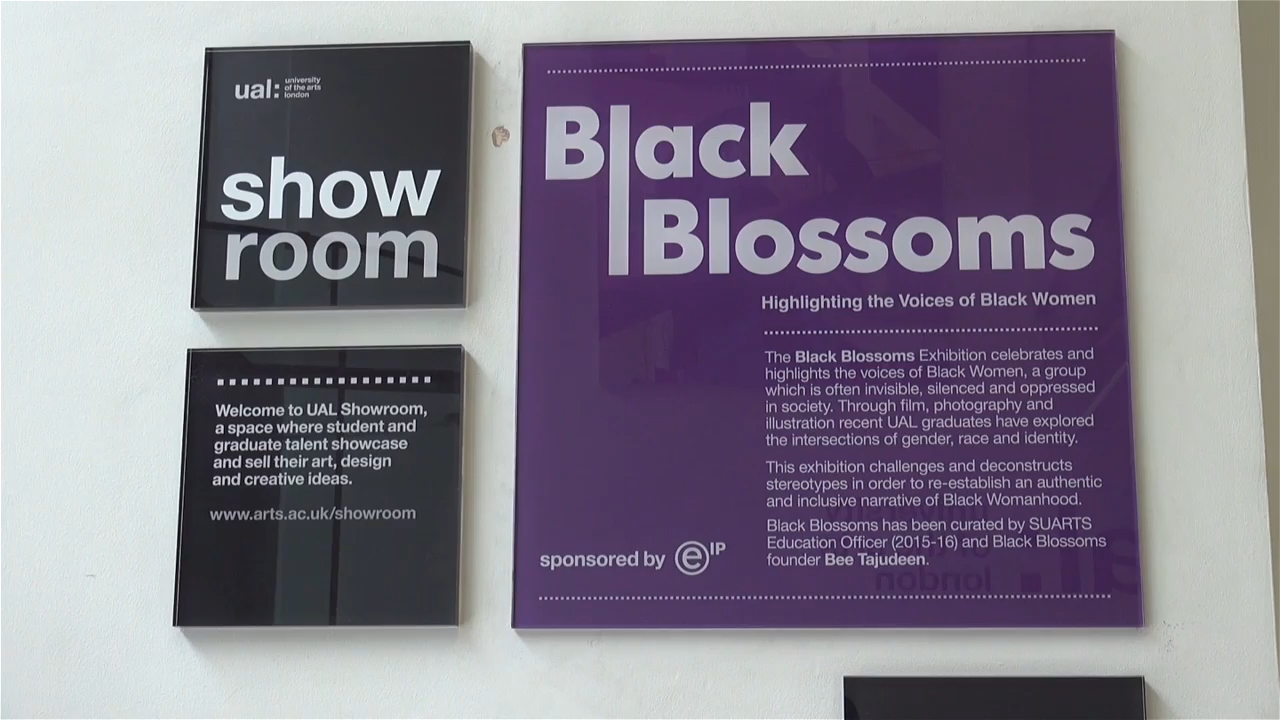 ual: university
of the arts
london
show
room
Welcome to UAL Showroom,
a space where student and
graduate talent showcase
and sell their art, design
and creative ideas.
www.arts.ac.uk/showroom
Black
Blossoms
Highlighting the Voices of Black Women
The Black Blossoms Exhibition celebrates and
highlights the voices of Black Women, a group
which is often invisible, silenced and oppressed
in society. Through film, photography and
illustration recent UAL graduates have explored
the intersections of gender, race and identity.
This exhibition challenges and deconstructs
stereotypes in order to re-establish an authentic
and inclusive narrative of Black Womanhood.
Black Blossoms has been curated by SUARTS
Education Officer (2015-16) and Black Blossoms
founder Bee Tajudeen.
sponsored by e IP